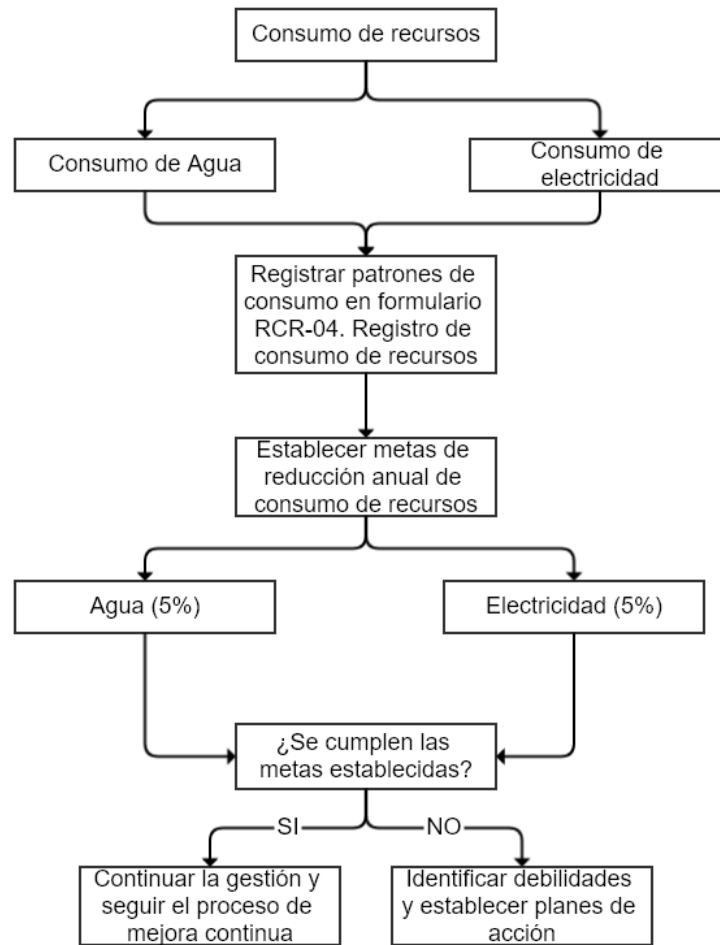 Consumo de recursos
Consumo de Agua
Consumo de
electricidad
Registrar patrones de
consumo en formulario
RCR-04. Registro de
consumo de recursos
Establecer metas de
reducción anual de
consumo de recursos
Agua (5%)
Electricidad (5%)
¿Se cumplen las
metas establecidas?
SI
NO
Continuar la gestión y
seguir el proceso de
mejora continua
Identificar debilidades
y establecer planes de
acción